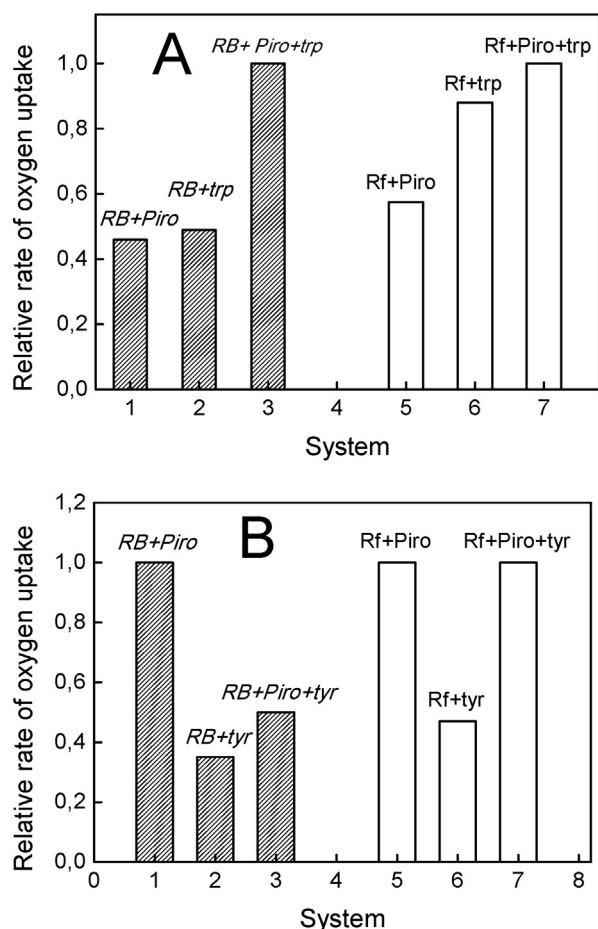 A
RB+ Piro+trp
Rf+Piro+trp
Rf+trp
Rf+Piro
RB+trp
RB+Piro
Relative rate of oxygen uptake
1,0
0,8
0,6
0,4
0,2
0,0
1 2 3 4 5 6 7
System
B
RB+Piro
Rf+Piro
Rf+Piro+tyr
RB+Piro+tyr
Rf+tyr
RB+tyr
Relative rate of oxygen uptake
1,2
1,0
0,8
0,6
0,4
0,2
0,0
0 1 2 3 4 5 6 7 8
System